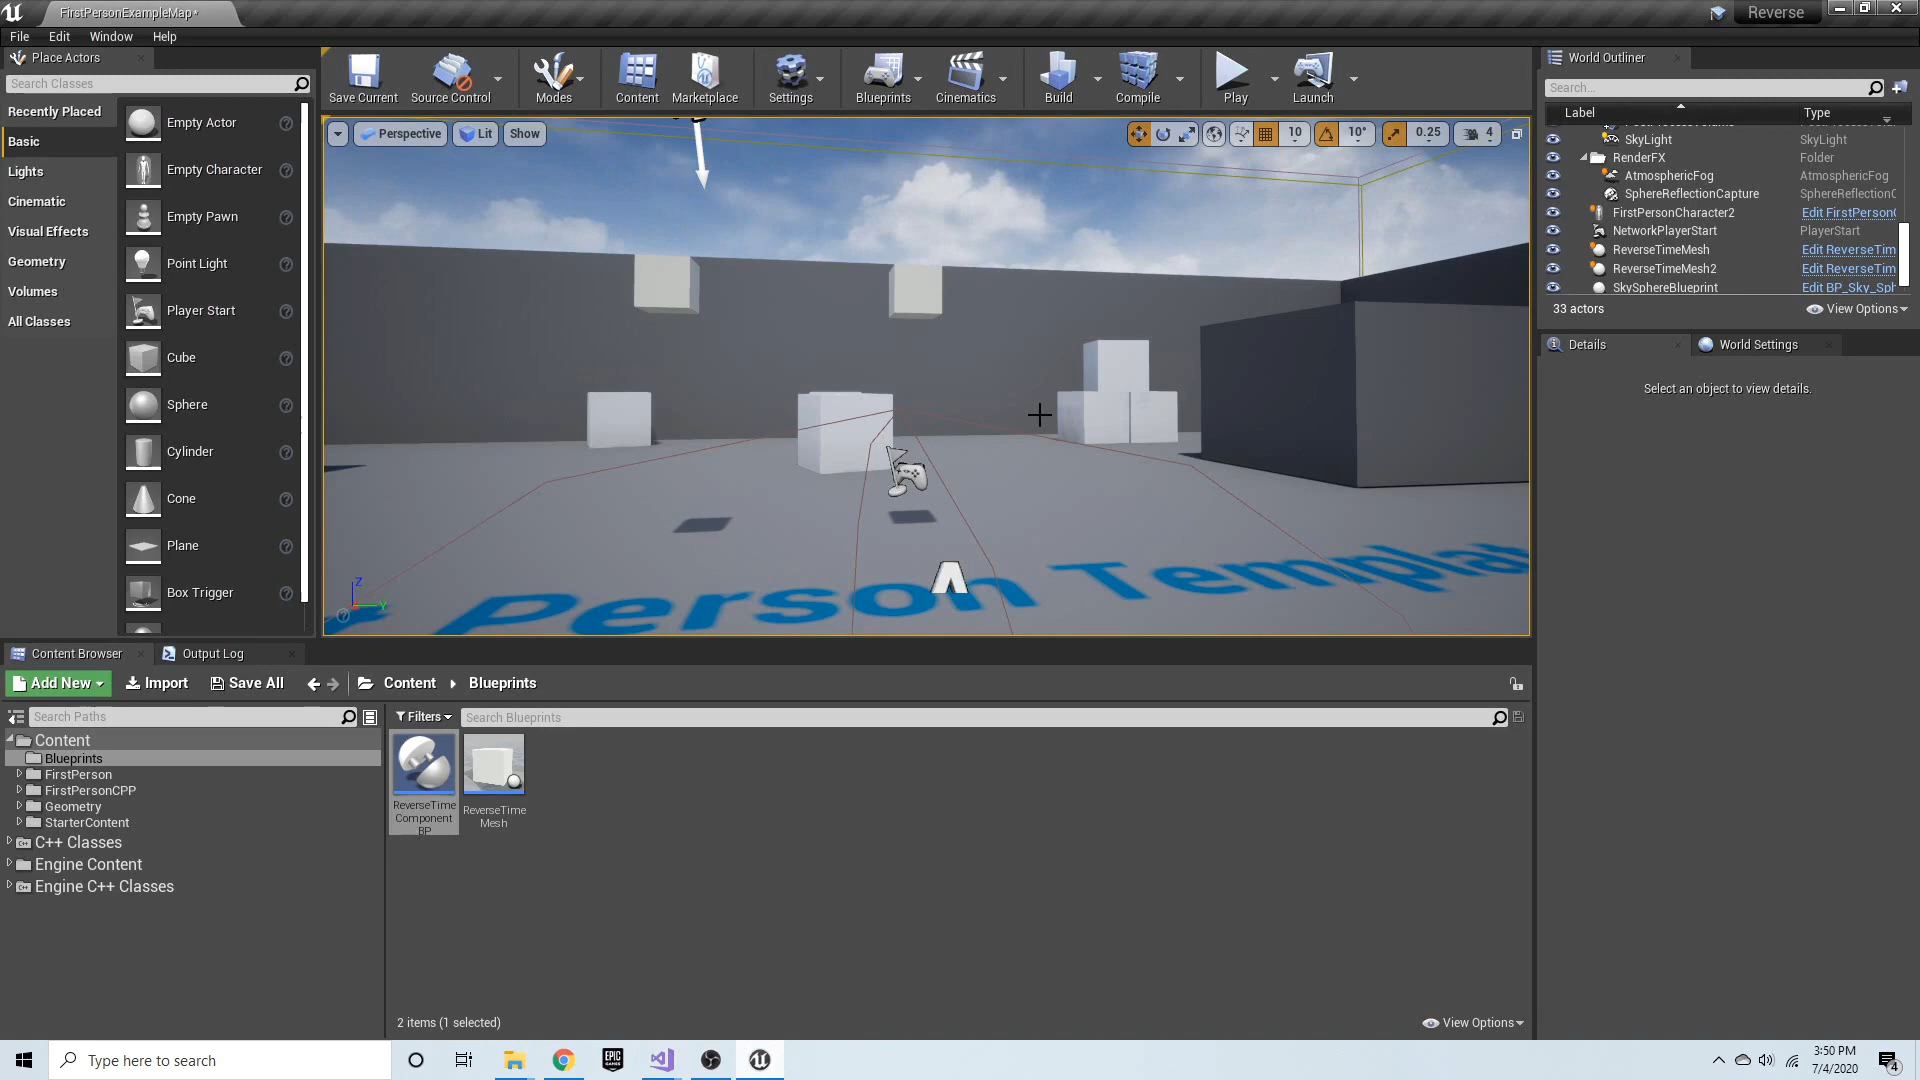 FirstPersonExampleMap*
Reverse
File Edit Window Help
Place Actors
Search Classes
Recently Placed
Basic
Lights
Cinematic
Visual Effects
Geometry
Volumes
All Classes
Empty Actor
Empty Character
Empty Pawn
Point Light
Player Start
Cube
Sphere
Cylinder
Cone
Plane
Box Trigger
Save Current
Source Control
Modes
Content
Marketplace
Settings
Blueprints
Cinematics
Build
Compile
Play
Launch
Perspective Lit Show
10 10° 0.25 4
Person Templat
Z
Y
World Outliner
Search...
Label Type
SkyLight SkyLight
RenderFX Folder
AtmosphericFog AtmosphericFog
SphereReflectionCapture SphereReflectionC
FirstPersonCharacter2 Edit FirstPerson
NetworkPlayerStart PlayerStart
ReverseTimeMesh Edit ReverseTim
ReverseTimeMesh2 Edit ReverseTim
SkySphereBlueprint Edit BP_Sky_Sph
33 actors View Options
Details World Settings
Select an object to view details.
Content Browser Output Log
Add New Import Save All Content Blueprints
Search Paths
Filters Search Blueprints
Content
Blueprints
FirstPerson
FirstPersonCPP
Geometry
StarterContent
C++ Classes
Engine Content
Engine C++ Classes
ReverseTime
Component
BP
ReverseTime
Mesh
2 items (1 selected) View Options
Type here to search
EPIC
GAMES
3:50 PM
7/4/2020
4